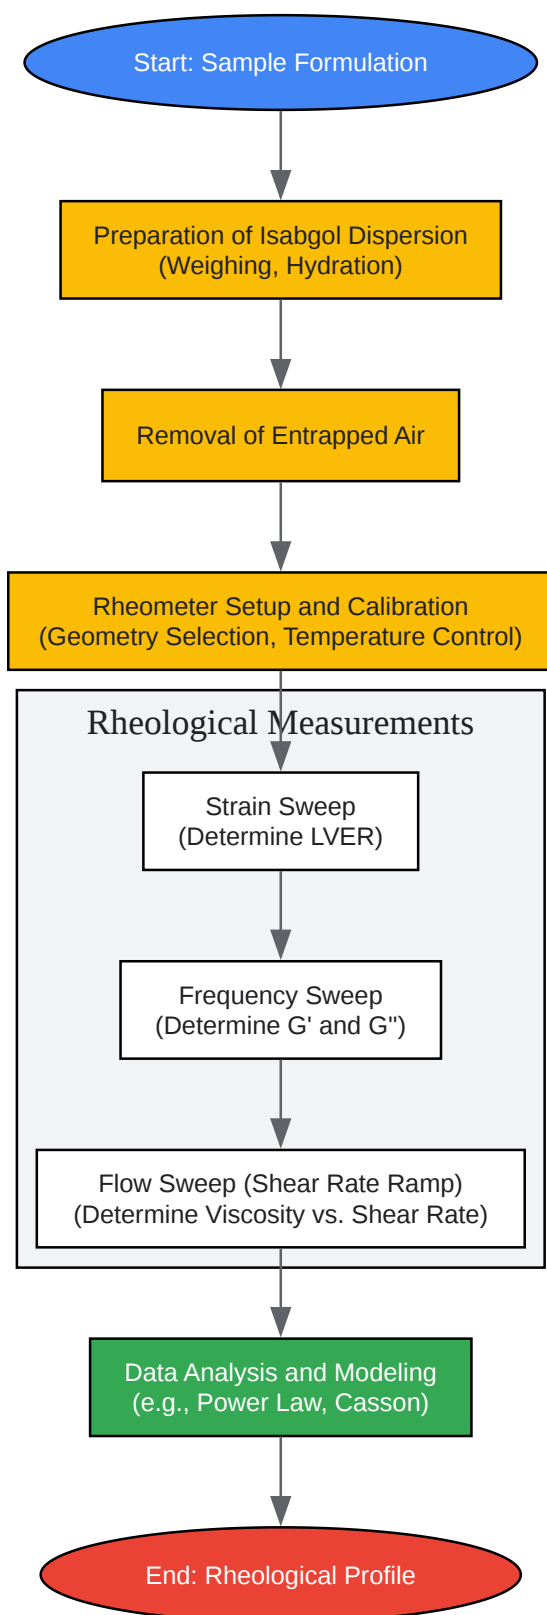 Start: Sample Formulation
Preparation of Isabgol Dispersion
(Weighing, Hydration)
Removal of Entrapped Air
Rheometer Setup and Calibration
(Geometry Selection, Temperature Control)
Rheological Measurements
Strain Sweep
(Determine LVER)
Frequency Sweep
(Determine G' and G")
Flow Sweep (Shear Rate Ramp)
(Determine Viscosity vs. Shear Rate)
Data Analysis and Modeling
(e.g., Power Law, Casson)
End: Rheological Profile